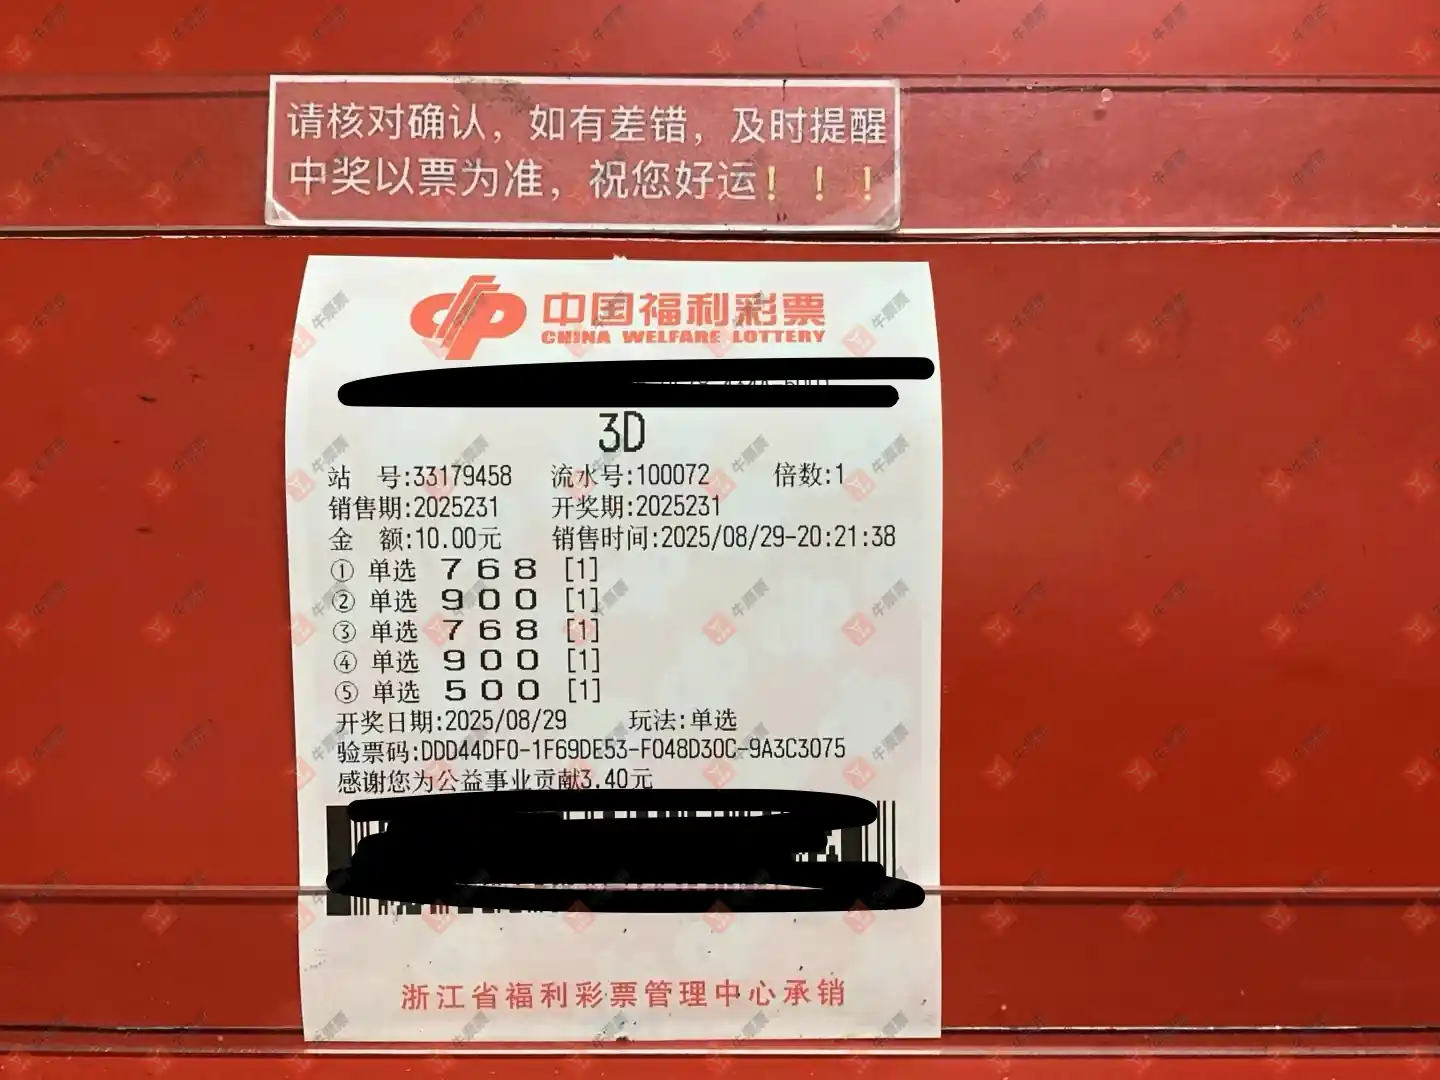 请核对确认，如有差错，及时提醒
中奖以票为准，祝您好运！！！
中国福利彩票
CHINA WELFARE LOTTERY
3D
站 号:33179458 流水号:100072 倍数:1
销售期:2025231 开奖期:2025231
金 额:10.00元 销售时间:2025/08/29-20:21:38
① 单选 7 6 8 [1]
② 单选 9 0 0 [1]
③ 单选 7 6 8 [1]
④ 单选 9 0 0 [1]
⑤ 单选 5 0 0 [1]
开奖日期:2025/08/29 玩法:单选
验票码:DDD44DF0-1F69DE53-F048D30C-9A3C3075
感谢您为公益事业贡献3.40元
浙江省福利彩票管理中心承销
牛票票